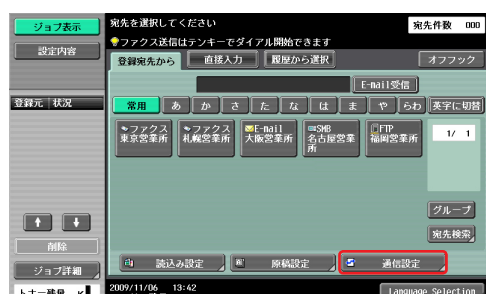 ジョブ表示
宛先を選択してください
宛先件数 000
ファクス送信はテンキーでダイアル開始できます
設定内容
登録宛先から 直接入力 履歴から選択 オフフック
E-mail受信
登録元 状況
常用 あ か さ た な は ま や らわ 英字に切替
ファクス
東京営業所
ファクス
札幌営業所
E-mail
大阪営業所
SMB
名古屋営業所
FTP
福岡営業所
1/ 1
グループ
宛先検索
削除
読込み設定 原稿設定 通信設定
ジョブ詳細
トナー残量 K
2009/11/06 13:42
Language Selection